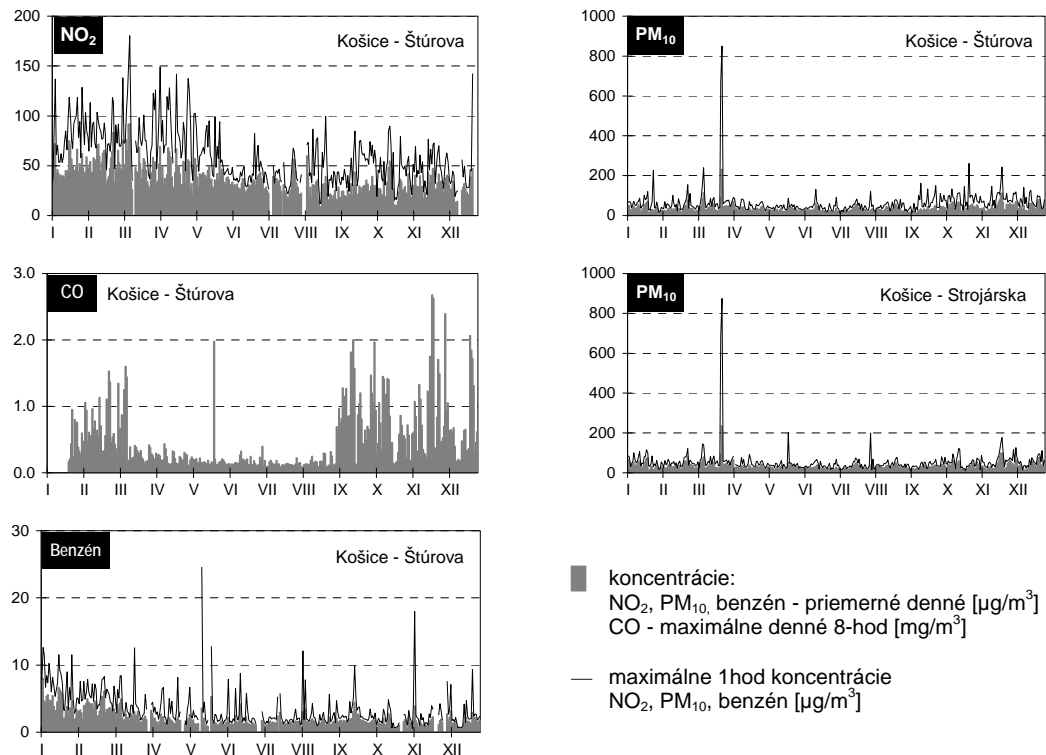 NO₂
Košice - Štúrova
200
150
100
50
0
I II III IV V VI VII VIII IX X XI XII
PM₁₀
Košice - Štúrova
1000
800
600
400
200
0
I II III IV V VI VII VIII IX X XI XII
CO
Košice - Štúrova
3.0
2.0
1.0
0.0
I II III IV V VI VII VIII IX X XI XII
PM₁₀
Košice - Strojárska
1000
800
600
400
200
0
I II III IV V VI VII VIII IX X XI XII
Benzén
Košice - Štúrova
30
20
10
0
I II III IV V VI VII VIII IX X XI XII
koncentrácie:
NO₂, PM₁₀, benzén - priemerné denné [µg/m³]
CO - maximálne denné 8-hod [mg/m³]
maximálne 1hod koncentrácie
NO₂, PM₁₀, benzén [µg/m³]